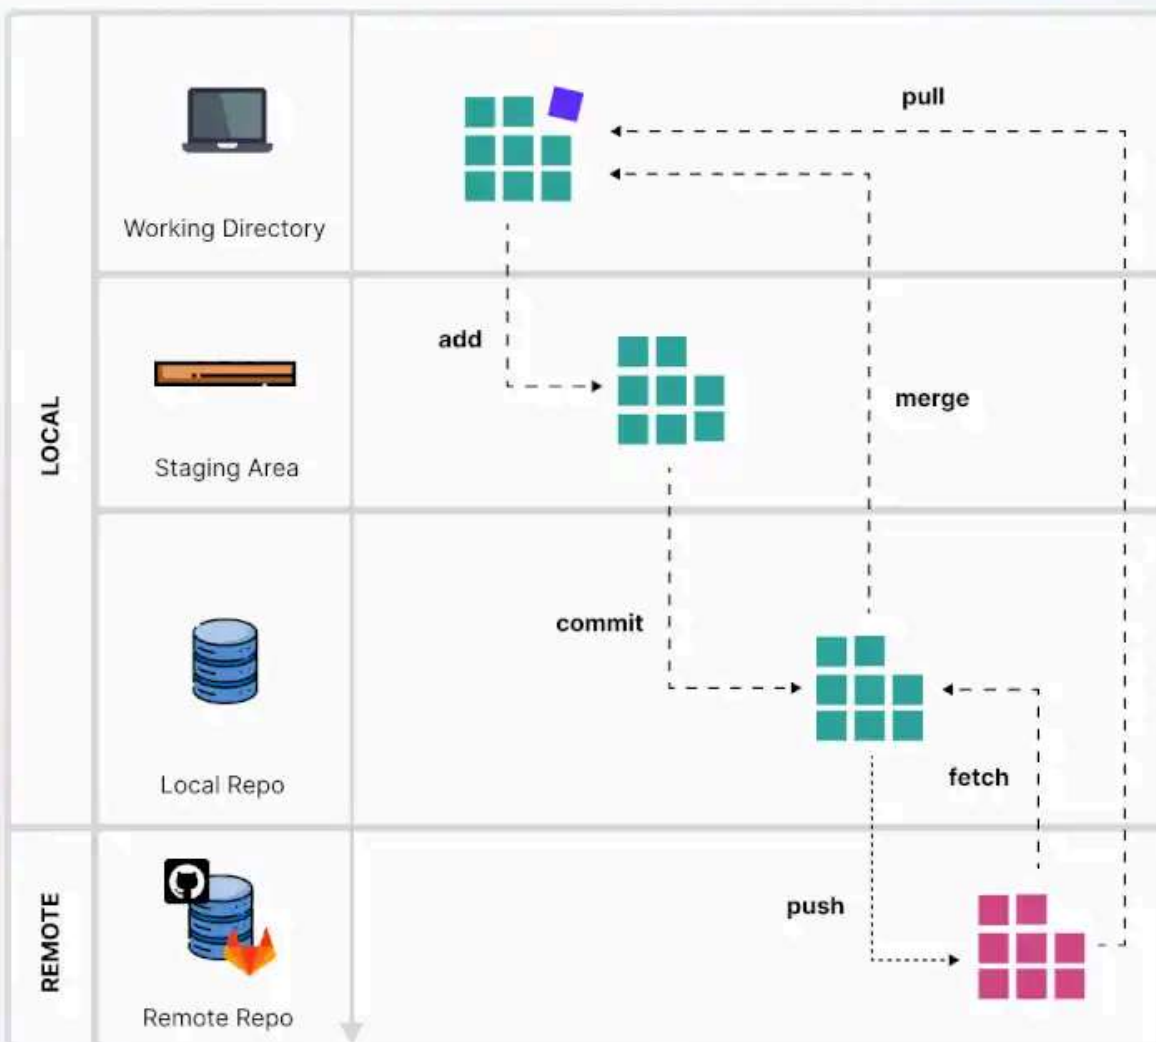 pull
Working Directory
add
merge
LOCAL
Staging Area
commit
Local Repo
fetch
REMOTE
push
Remote Repo